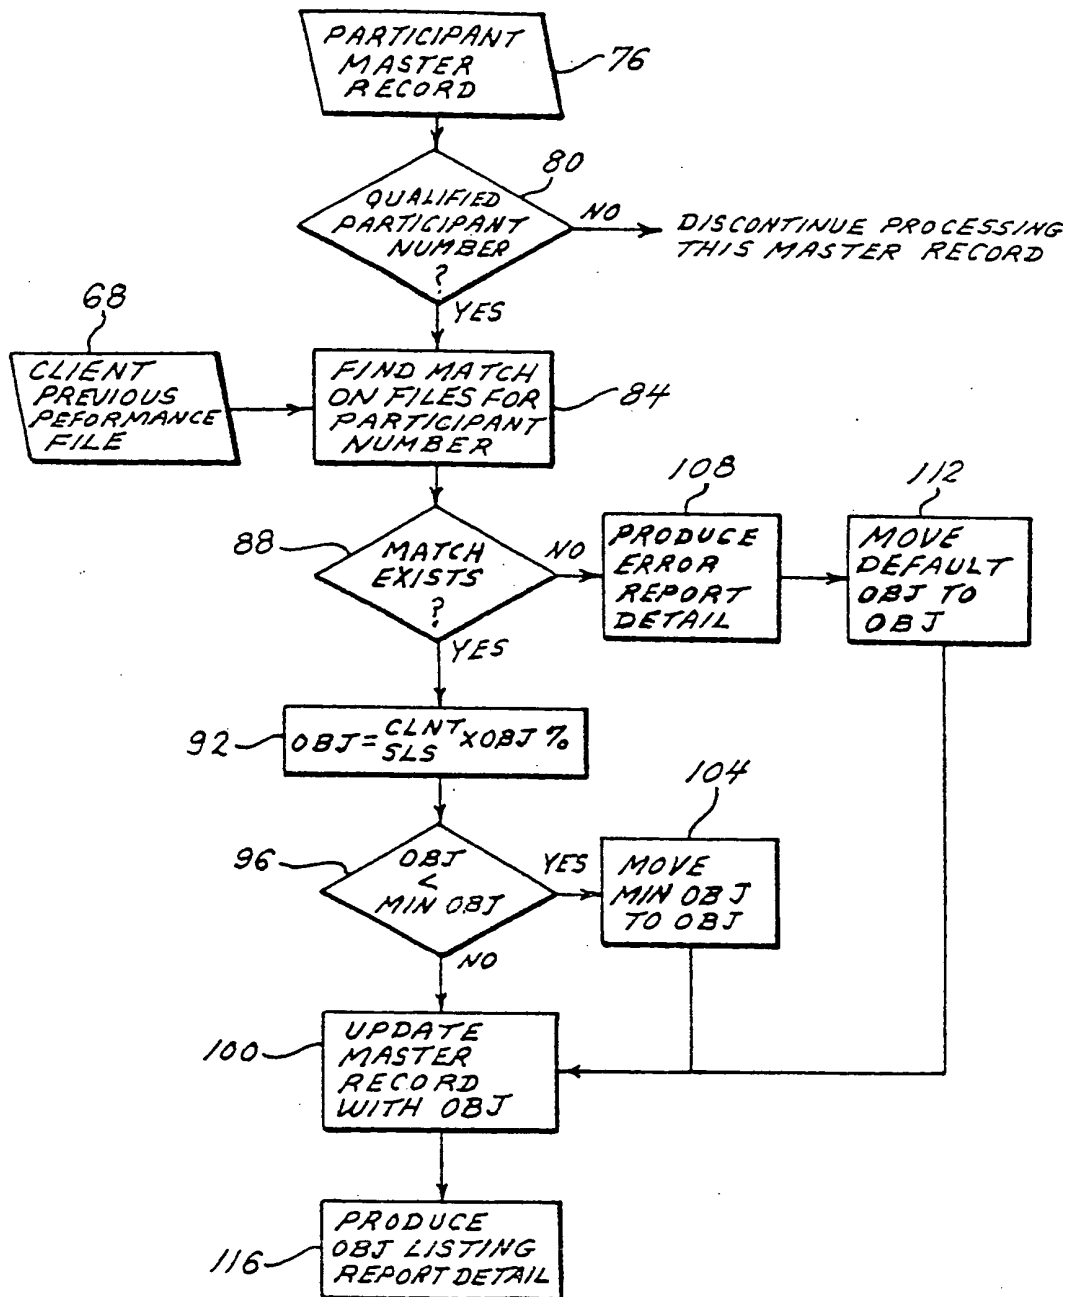 PARTICIPANT
MASTER
RECORD
76
80
QUALIFIED
PARTICIPANT
NUMBER
?
NO
DISCONTINUE PROCESSING
THIS MASTER RECORD
YES
68
CLIENT
PREVIOUS
PEFORMANCE
FILE
FIND MATCH
ON FILES FOR
PARTICIPANT
NUMBER
84
88
MATCH
EXISTS
?
NO
YES
108
PRODUCE
ERROR
REPORT
DETAIL
112
MOVE
DEFAULT
OBJ TO
OBJ
92
OBJ = CLNT SLS X OBJ %
96
OBJ
<
MIN OBJ
YES
NO
104
MOVE
MIN OBJ
TO OBJ
100
UPDATE
MASTER
RECORD
WITH OBJ
116
PRODUCE
OBJ LISTING
REPORT DETAIL